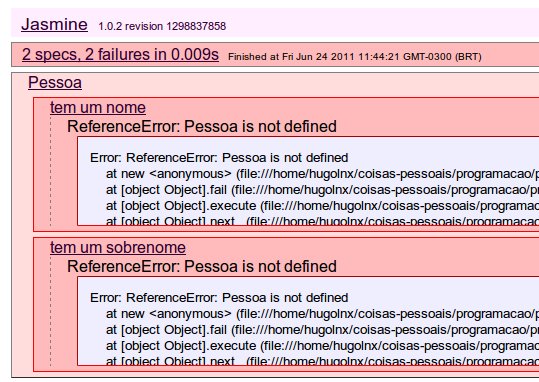 Jasmine 1.0.2 revision 1298837858
2 specs, 2 failures in 0.009s Finished at Fri Jun 24 2011 11:44:21 GMT-0300 (BRT)
Pessoa
tem um nome
ReferenceError: Pessoa is not defined
Error: ReferenceError: Pessoa is not defined
at new <anonymous> (file:///home/hugolnx/coisas-pessoais/programacao/p
at [object Object].fail (file:///home/hugolnx/coisas-pessoais/programacao/
at [object Object].execute (file:///home/hugolnx/coisas-pessoais/programa
at [object Object].next_ (file:///home/hugolnx/coisas-pessoais/programaca
tem um sobrenome
ReferenceError: Pessoa is not defined
Error: ReferenceError: Pessoa is not defined
at new <anonymous> (file:///home/hugolnx/coisas-pessoais/programacao/p
at [object Object].fail (file:///home/hugolnx/coisas-pessoais/programacao/
at [object Object].execute (file:///home/hugolnx/coisas-pessoais/programa
at [object Object].next_ (file:///home/hugolnx/coisas-pessoais/programaca